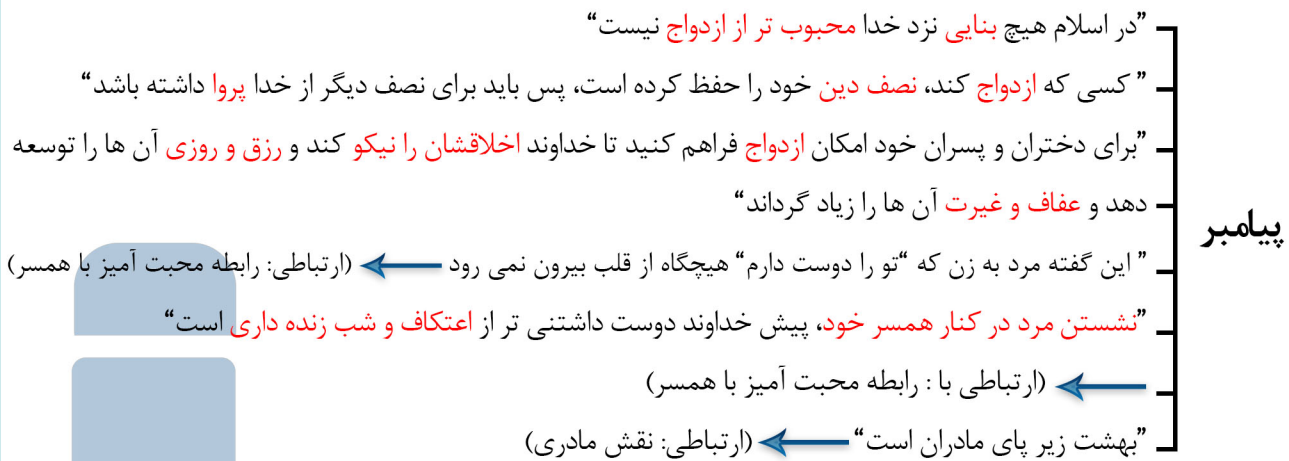 ”در اسلام هیچ بنایی نزد خدا محبوب تر از ازدواج نیست“
” کسی که ازدواج کند، نصف دین خود را حفظ کرده است، پس باید برای نصف دیگر از خدا پروا داشته باشد“
”برای دختران و پسران خود امکان ازدواج فراهم کنید تا خداوند اخلاقشان را نیکو کند و رزق و روزی آن ها را توسعه
دهد و عفاف و غیرت آن ها را زیاد گرداند“
پیامبر
” این گفته مرد به زن که “تو را دوست دارم“ هیچگاه از قلب بیرون نمی رود (ارتباطی: رابطه محبت آمیز با همسر)
”نشستن مرد در کنار همسر خود، پیش خداوند دوست داشتنی تر از اعتکاف و شب زنده داری است“
(ارتباطی با : رابطه محبت آمیز با همسر)
”بهشت زیر پای مادران است“ (ارتباطی: نقش مادری)